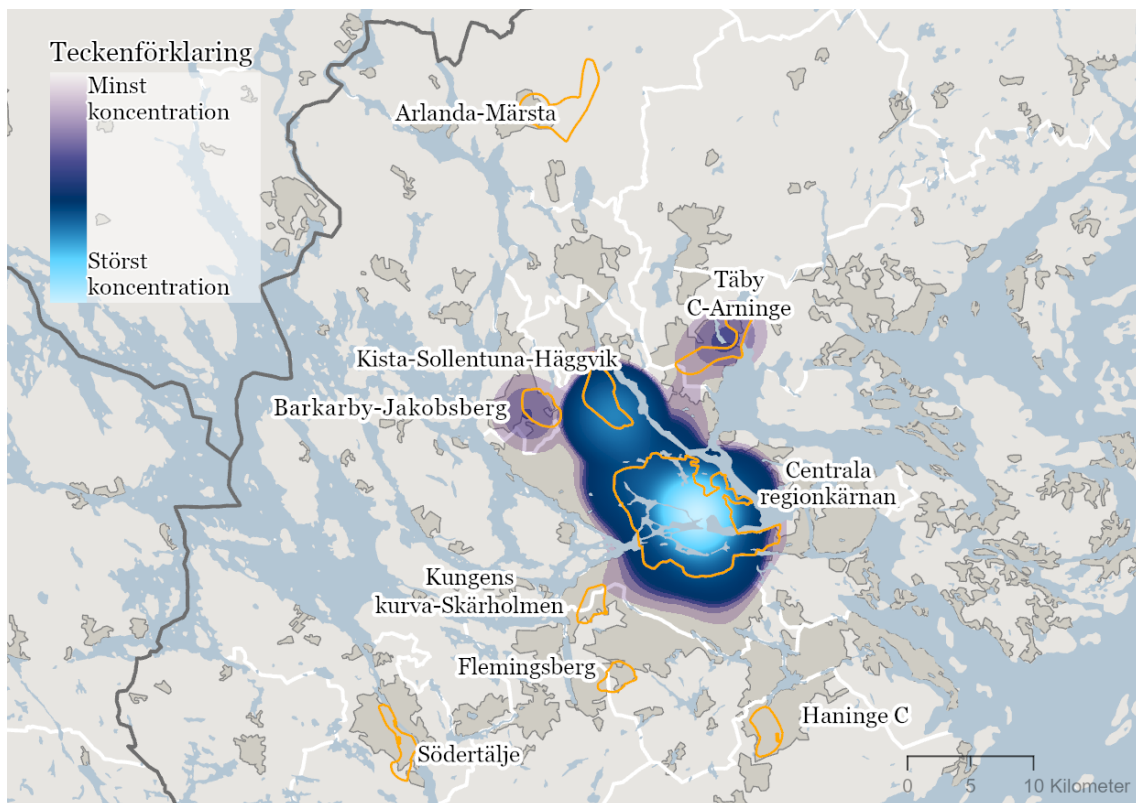 Teckenförklaring
Minst
koncentration
Störst
koncentration
Arlanda-Märsta
Täby
C-Arninge
Kista-Sollentuna-Häggvik
Barkarby-Jakobsberg
Centrala
regionkärnan
Kungens
kurva-Skärholmen
Flemingsberg
Haninge C
Södertälje
0 5 10 Kilometer